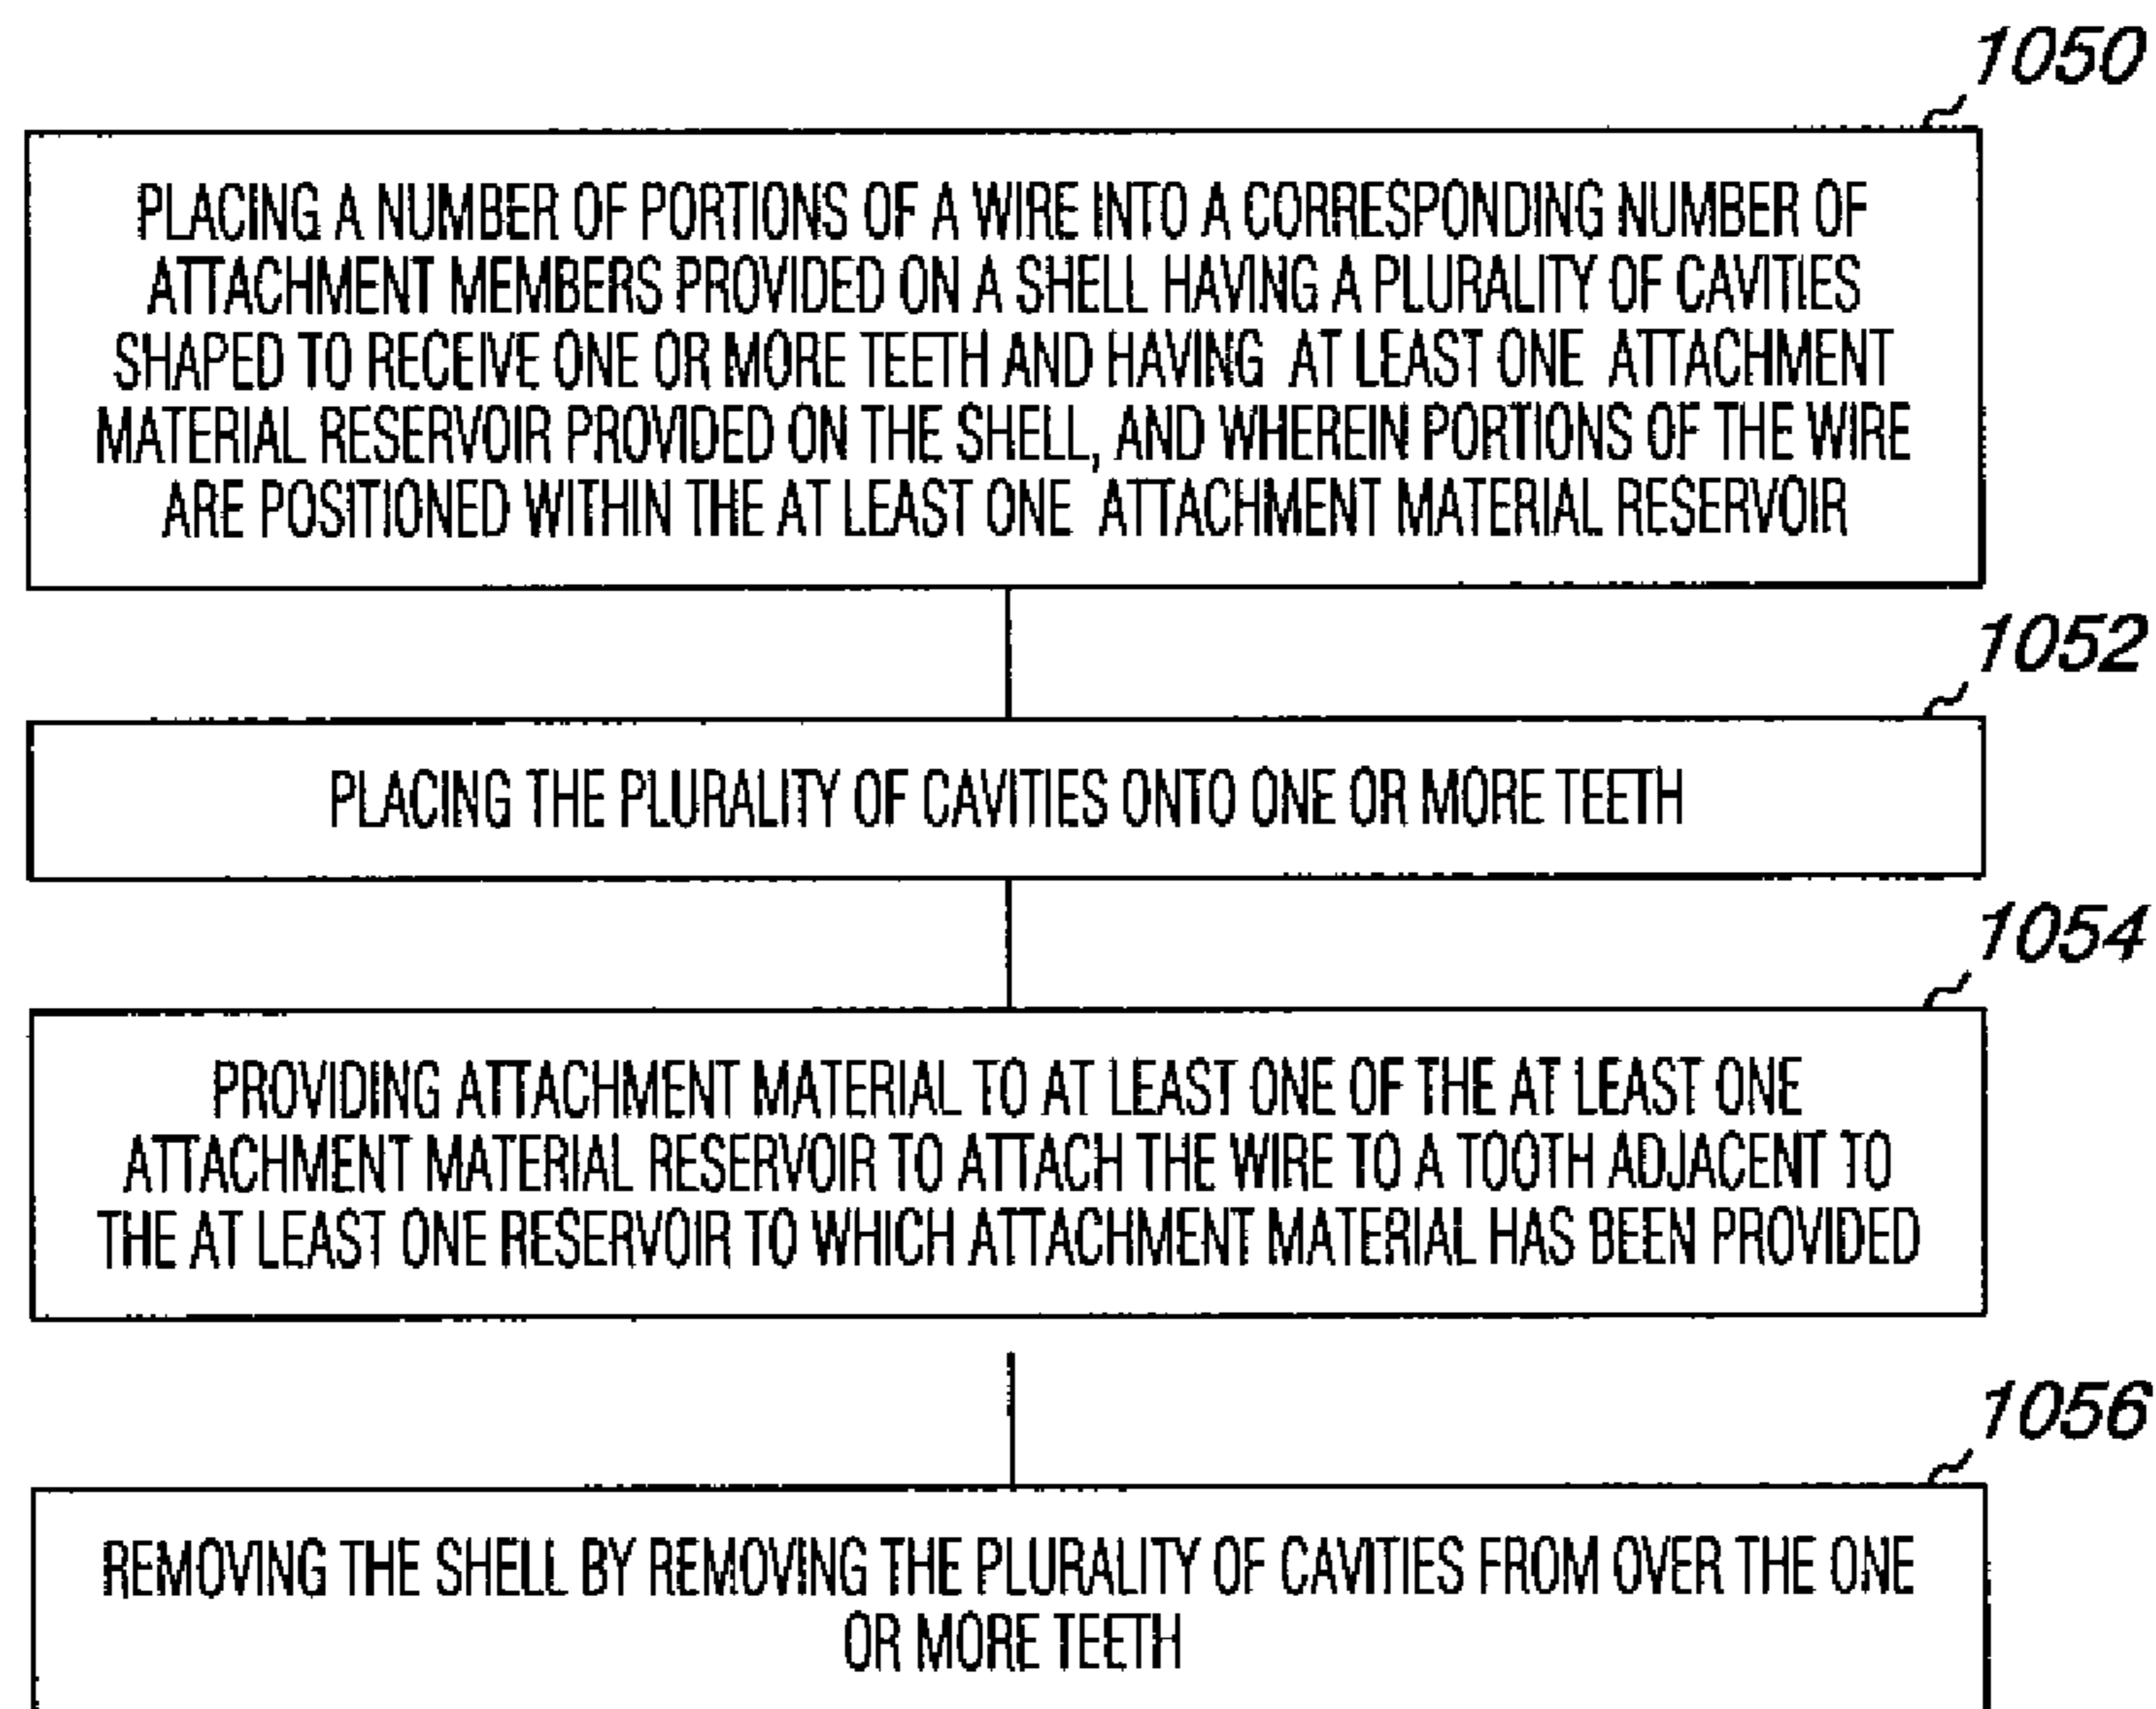 1050
PLACING A NUMBER OF PORTIONS OF A WIRE INTO A CORRESPONDING NUMBER OF
ATTACHMENT MEMBERS PROVIDED ON A SHELL HAVING A PLURALITY OF CAVITIES
SHAPED TO RECEIVE ONE OR MORE TEETH AND HAVING AT LEAST ONE ATTACHMENT
MATERIAL RESERVOIR PROVIDED ON THE SHELL, AND WHEREIN PORTIONS OF THE WIRE
ARE POSITIONED WITHIN THE AT LEAST ONE ATTACHMENT MATERIAL RESERVOIR
1052
PLACING THE PLURALITY OF CAVITIES ONTO ONE OR MORE TEETH
1054
PROVIDING ATTACHMENT MATERIAL TO AT LEAST ONE OF THE AT LEAST ONE
ATTACHMENT MATERIAL RESERVOIR TO ATTACH THE WIRE TO A TOOTH ADJACENT TO
THE AT LEAST ONE RESERVOIR TO WHICH ATTACHMENT MATERIAL HAS BEEN PROVIDED
1056
REMOVING THE SHELL BY REMOVING THE PLURALITY OF CAVITIES FROM OVER THE ONE
OR MORE TEETH